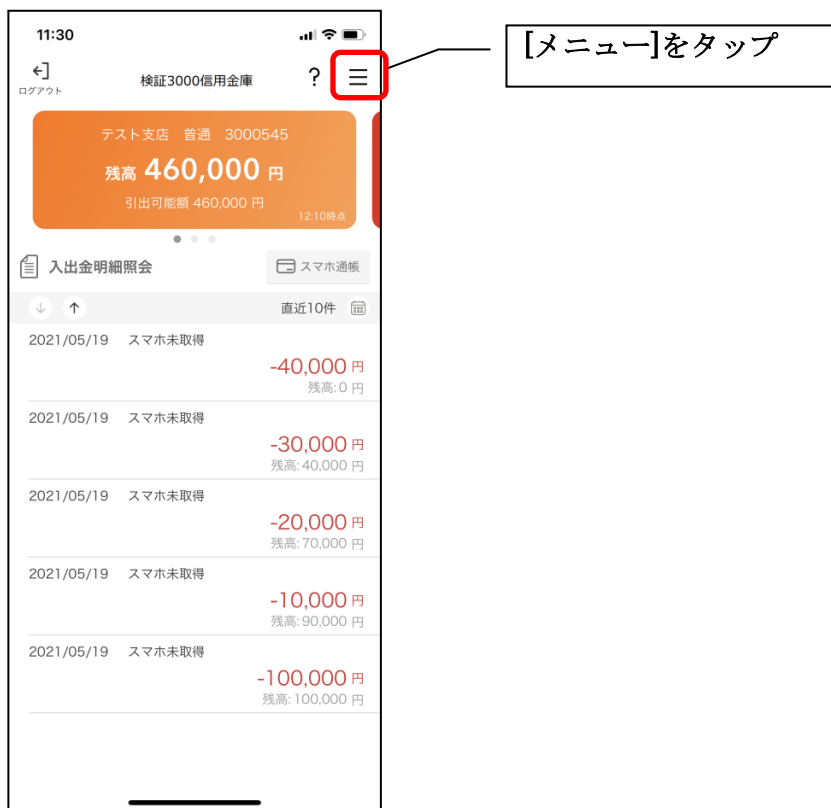 11:30
[メニュー]をタップ
ログアウト
検証3000信用金庫
?
テスト支店 普通 3000545
残高 460,000 円
引出可能額 460,000 円
12:10時点
入出金明細照会
スマホ通帳
直近10件
2021/05/19 スマホ未取得
-40,000 円
残高:0 円
2021/05/19 スマホ未取得
-30,000 円
残高:40,000 円
2021/05/19 スマホ未取得
-20,000 円
残高:70,000 円
2021/05/19 スマホ未取得
-10,000 円
残高:90,000 円
2021/05/19 スマホ未取得
-100,000 円
残高:100,000 円